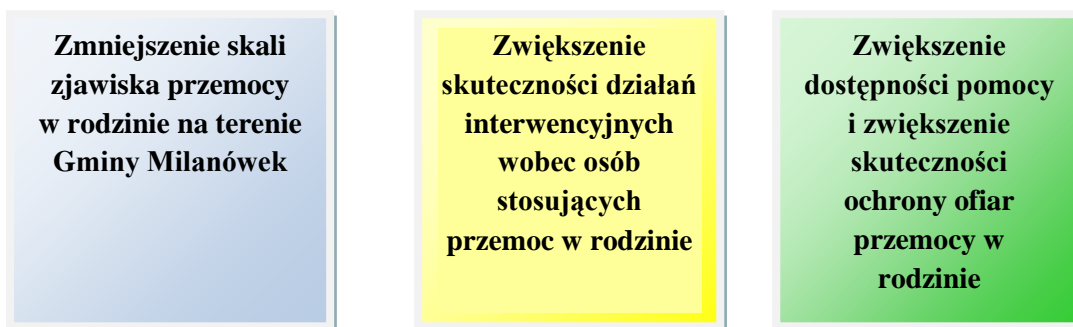 Zmniejszenie skali
zjawiska przemocy
w rodzinie na terenie
Gminy Milanówek
Zwiększenie
skuteczności działań
interwencyjnych
wobec osób
stosujących
przemoc w rodzinie
Zwiększenie
dostępności pomocy
i zwiększenie
skuteczności
ochrony ofiar
przemocy w
rodzinie